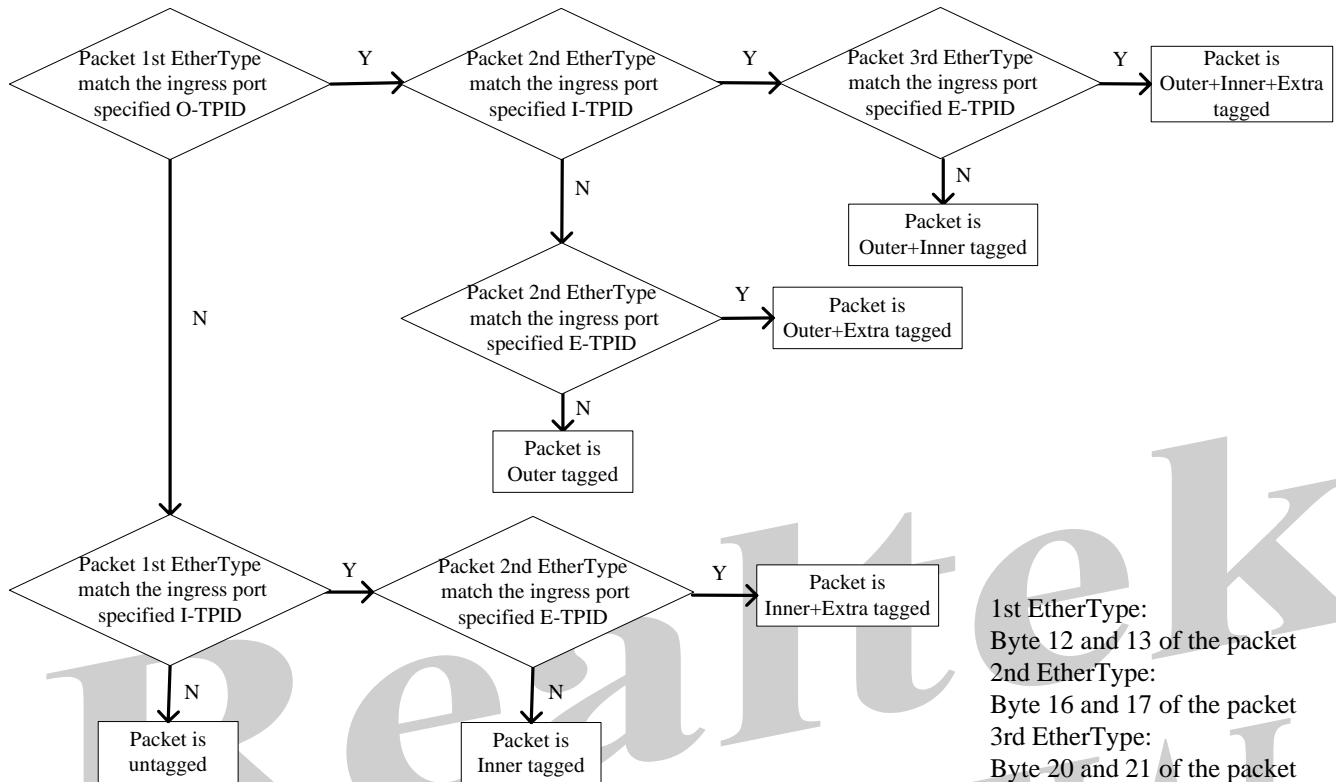 Packet 1st EtherType
match the ingress port
specified O-TPID
Y
Packet 2nd EtherType
match the ingress port
specified I-TPID
Y
Packet 3rd EtherType
match the ingress port
specified E-TPID
Y
Packet is
Outer+Inner+Extra
tagged
N
N
Packet is
Outer+Inner tagged
N
Packet 2nd EtherType
match the ingress port
specified E-TPID
Y
Packet is
Outer+Extra tagged
N
Packet is
Outer tagged
Packet 1st EtherType
match the ingress port
specified I-TPID
Y
Packet 2nd EtherType
match the ingress port
specified E-TPID
Y
Packet is
Inner+Extra tagged
N
Packet is
untagged
N
Packet is
Inner tagged
1st EtherType:
Byte 12 and 13 of the packet
2nd EtherType:
Byte 16 and 17 of the packet
3rd EtherType:
Byte 20 and 21 of the packet
Realtek